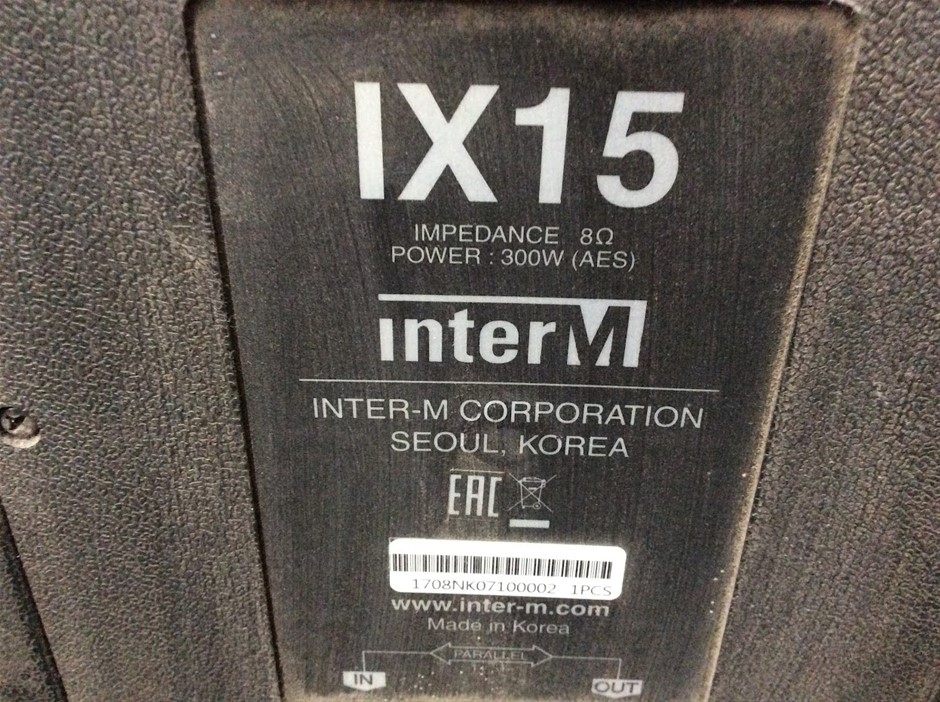 IX15
IMPEDANCE 8Ω
POWER : 300W (AES)
interM
INTER-M CORPORATION
SEOUL, KOREA
EAC
1708NK07100002 1PCS
www.inter-m.com
Made in Korea
PARALLEL
IN OUT